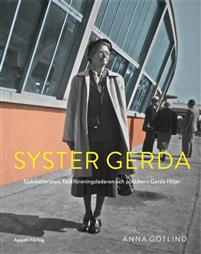 SYSTER GERDA
Sjuksköterskan, fackföreningsledaren och politikern Gerda Höjer
Appell Förlag
ANNA GÖTLIND